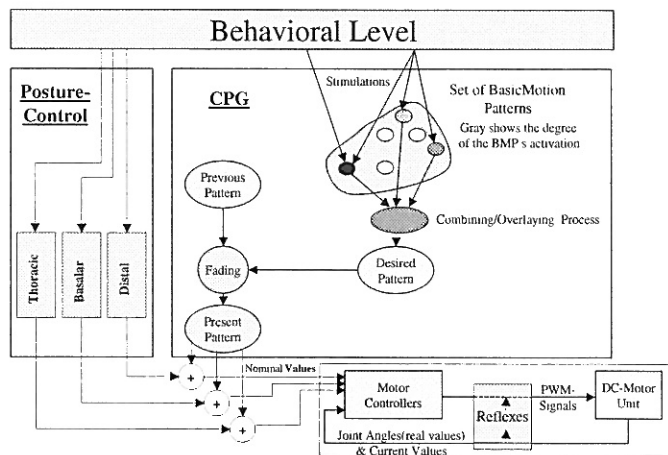 Behavioral Level
Posture-
Control
CPG
Stimulations
Set of BasicMotion
Patterns
Gray shows the degree
of the BMP s activation
Previous
Pattern
Combining/Overlaying Process
Thoracic
Basalar
Distal
Fading
Desired
Pattern
Present
Pattern
Nominal Values
+
+
+
Motor
Controllers
Reflexes
PWM-
Signals
DC-Motor
Unit
Joint Angles(real values)
& Current Values